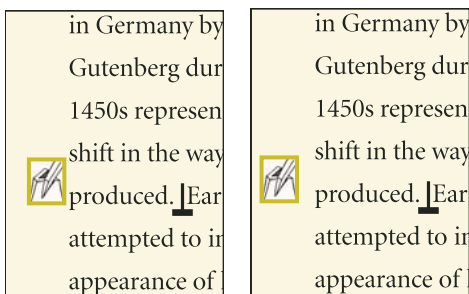 in Germany by
Gutenberg dur
1450s represen
shift in the way
produced. Ear
attempted to in
appearance of
in Germany by
Gutenberg dur
1450s represen
shift in the way
produced. Ear
attempted to in
appearance of